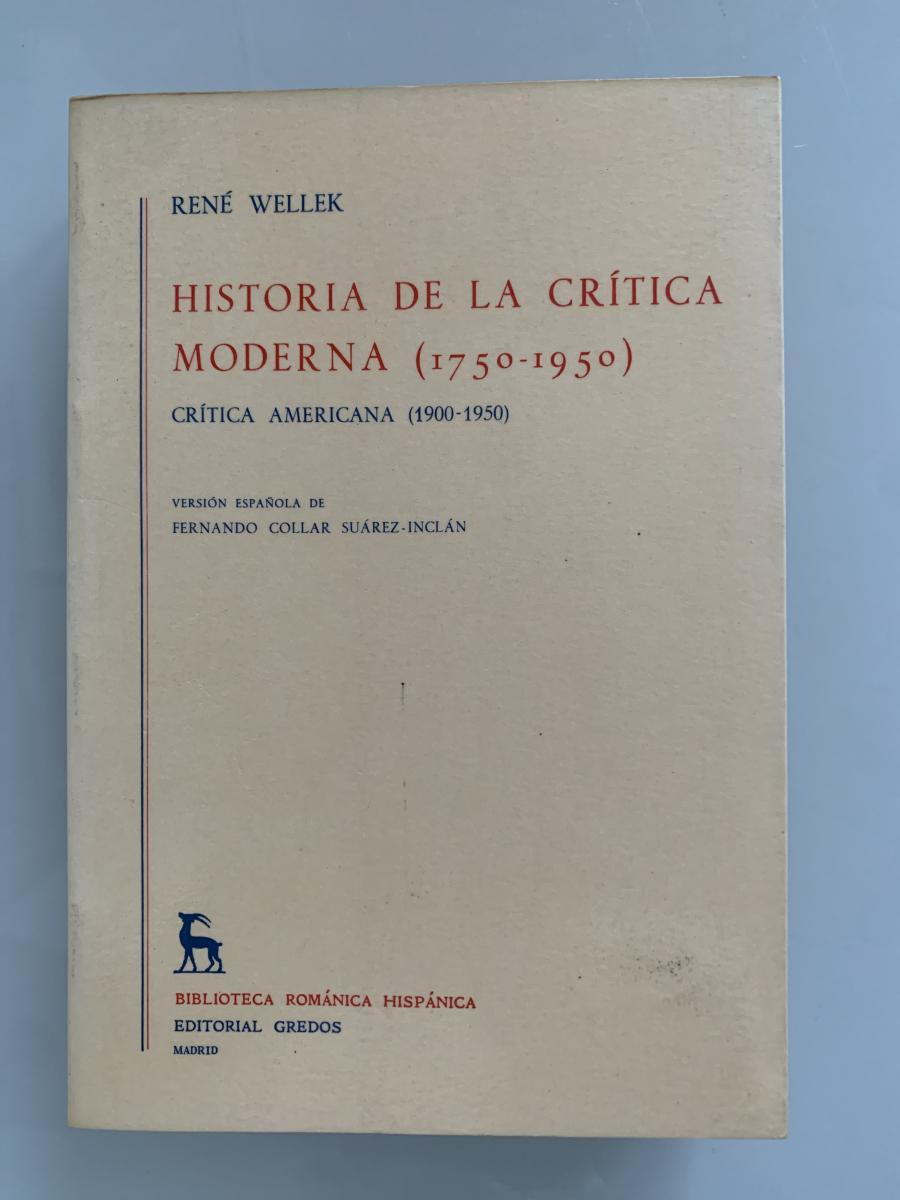 RENÉ WELLEK
HISTORIA DE LA CRÍTICA
MODERNA (1750-1950)
CRÍTICA AMERICANA (1900-1950)
VERSIÓN ESPAÑOLA DE
FERNANDO COLLAR SUÁREZ-INCLÁN
BIBLIOTECA ROMÁNICA HISPÁNICA
EDITORIAL GREDOS
MADRID